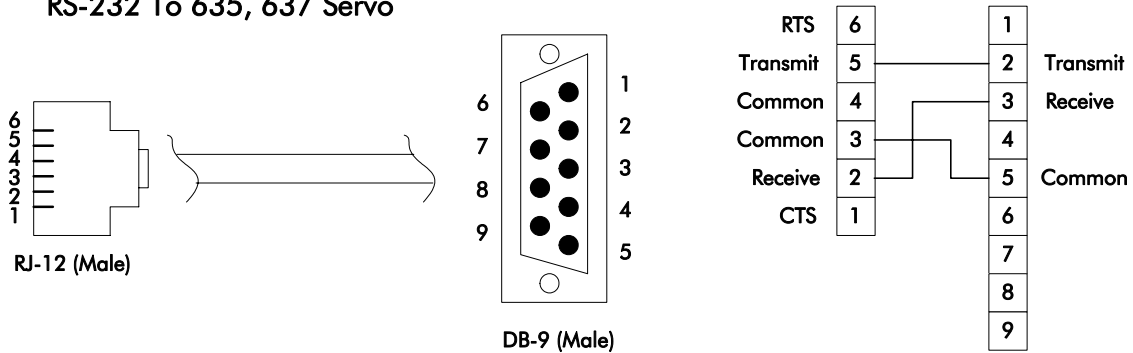 RS-232 To 635, 637 Servo
6
5
4
3
2
1
RJ-12 (Male)
6
7
8
9
1
2
3
4
5
DB-9 (Male)
RTS 6
Transmit 5
Common 4
Common 3
Receive 2
CTS 1
1
2 Transmit
3 Receive
4
5 Common
6
7
8
9